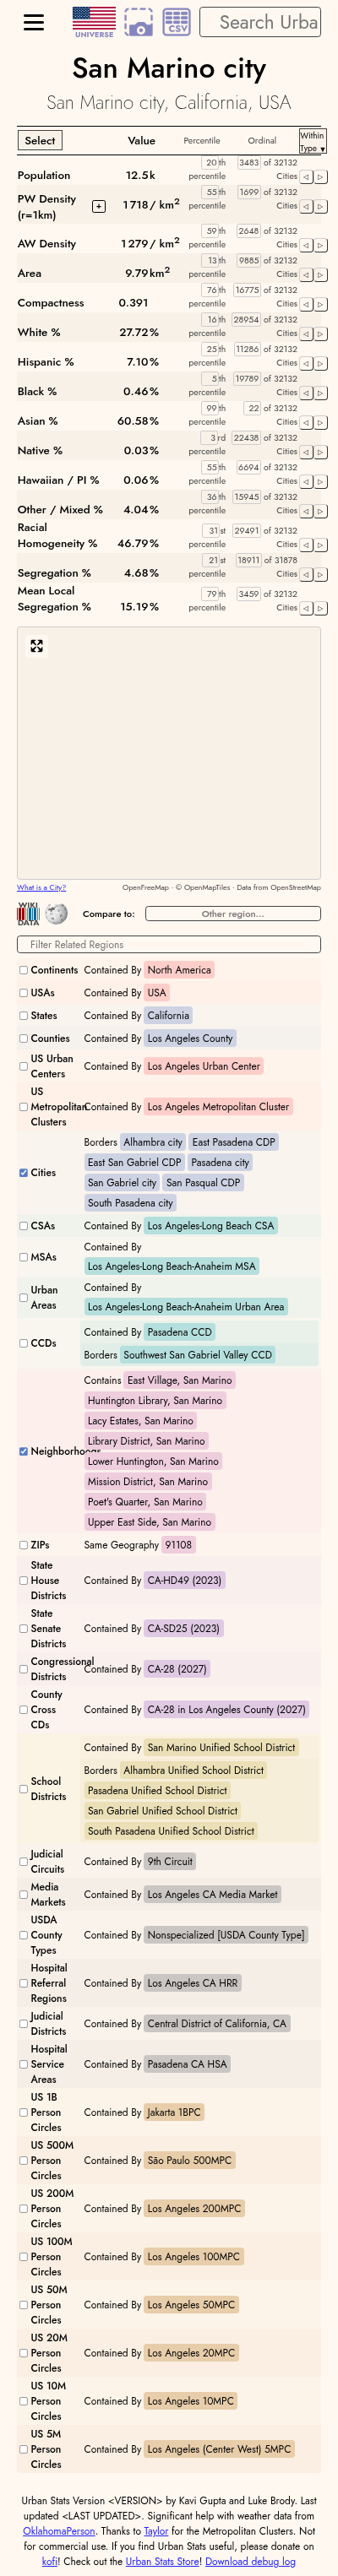 UNIVERSE
CSV
Search Urba
San Marino city
San Marino city, California, USA
Select Value Percentile Ordinal Within Type ▼
Population 12.5k 20th percentile 3483 of 32132 Cities ◁ ▷
PW Density (r=1km) + 1 718 / km2 55th percentile 1699 of 32132 Cities ◁ ▷
AW Density 1 279 / km2 59th percentile 2648 of 32132 Cities ◁ ▷
Area 9.79 km2 13th percentile 9885 of 32132 Cities ◁ ▷
Compactness 0.391 76th percentile 16775 of 32132 Cities ◁ ▷
White % 27.72% 16th percentile 28954 of 32132 Cities ◁ ▷
Hispanic % 7.10% 25th percentile 11286 of 32132 Cities ◁ ▷
Black % 0.46% 5th percentile 19789 of 32132 Cities ◁ ▷
Asian % 60.58% 99th percentile 22 of 32132 Cities ◁ ▷
Native % 0.03% 3rd percentile 22438 of 32132 Cities ◁ ▷
Hawaiian / PI % 0.06% 55th percentile 6694 of 32132 Cities ◁ ▷
Other / Mixed % 4.04% 36th percentile 15945 of 32132 Cities ◁ ▷
Racial Homogeneity % 46.79% 31st percentile 29491 of 32132 Cities ◁ ▷
Segregation % 4.68% 21st percentile 18911 of 31878 Cities ◁ ▷
Mean Local Segregation % 15.19% 79th percentile 3459 of 32132 Cities ◁ ▷
What is a City? OpenFreeMap · © OpenMapTiles · Data from OpenStreetMap
WIKI DATA Compare to: Other region...
Filter Related Regions
Continents Contained By North America
USAs Contained By USA
States Contained By California
Counties Contained By Los Angeles County
US Urban Centers Contained By Los Angeles Urban Center
US Metropolitan Clusters Contained By Los Angeles Metropolitan Cluster
Cities Borders Alhambra city East Pasadena CDP
East San Gabriel CDP Pasadena city
San Gabriel city San Pasqual CDP
South Pasadena city
CSAs Contained By Los Angeles-Long Beach CSA
MSAs Contained By
Los Angeles-Long Beach-Anaheim MSA
Urban Areas Contained By
Los Angeles-Long Beach-Anaheim Urban Area
CCDs Contained By Pasadena CCD
Borders Southwest San Gabriel Valley CCD
Neighborhoods Contains East Village, San Marino
Huntington Library, San Marino
Lacy Estates, San Marino
Library District, San Marino
Lower Huntington, San Marino
Mission District, San Marino
Poet's Quarter, San Marino
Upper East Side, San Marino
ZIPs Same Geography 91108
State House Districts Contained By CA-HD49 (2023)
State Senate Districts Contained By CA-SD25 (2023)
Congressional Districts Contained By CA-28 (2027)
County Cross CDs Contained By CA-28 in Los Angeles County (2027)
School Districts Contained By San Marino Unified School District
Borders Alhambra Unified School District
Pasadena Unified School District
San Gabriel Unified School District
South Pasadena Unified School District
Judicial Circuits Contained By 9th Circuit
Media Markets Contained By Los Angeles CA Media Market
USDA County Types Contained By Nonspecialized [USDA County Type]
Hospital Referral Regions Contained By Los Angeles CA HRR
Judicial Districts Contained By Central District of California, CA
Hospital Service Areas Contained By Pasadena CA HSA
US 1B Person Circles Contained By Jakarta 1BPC
US 500M Person Circles Contained By São Paulo 500MPC
US 200M Person Circles Contained By Los Angeles 200MPC
US 100M Person Circles Contained By Los Angeles 100MPC
US 50M Person Circles Contained By Los Angeles 50MPC
US 20M Person Circles Contained By Los Angeles 20MPC
US 10M Person Circles Contained By Los Angeles 10MPC
US 5M Person Circles Contained By Los Angeles (Center West) 5MPC
Urban Stats Version <VERSION> by Kavi Gupta and Luke Brody. Last
updated <LAST UPDATED>. Significant help with weather data from
OklahomaPerson. Thanks to Taylor for the Metropolitan Clusters. Not
for commercial use. If you find Urban Stats useful, please donate on
kofi! Check out the Urban Stats Store! Download debug log